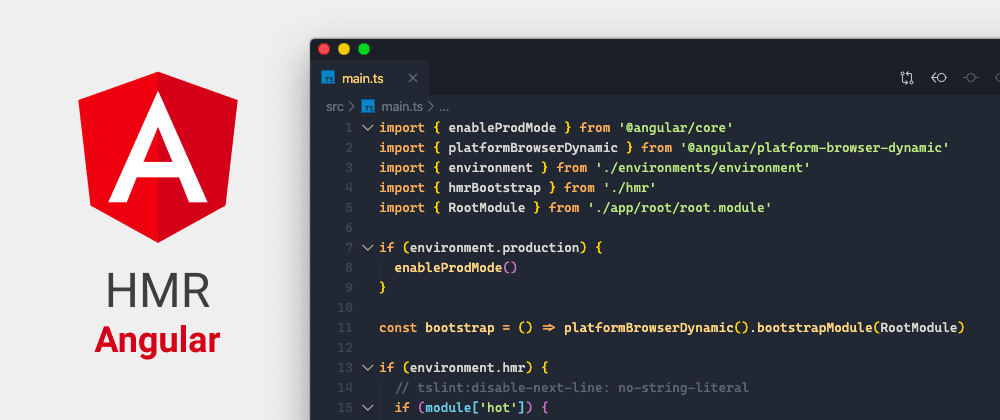 A
HMR
Angular
TS main.ts
src > TS main.ts > ...
1 import { enableProdMode } from '@angular/core'
2 import { platformBrowserDynamic } from '@angular/platform-browser-dynamic'
3 import { environment } from './environments/environment'
4 import { hmrBootstrap } from './hmr'
5 import { RootModule } from './app/root/root.module'
6
7 if (environment.production) {
8   enableProdMode()
9 }
10
11 const bootstrap = () => platformBrowserDynamic().bootstrapModule(RootModule)
12
13 if (environment.hmr) {
14   // tslint:disable-next-line: no-string-literal
15   if (module['hot']) {